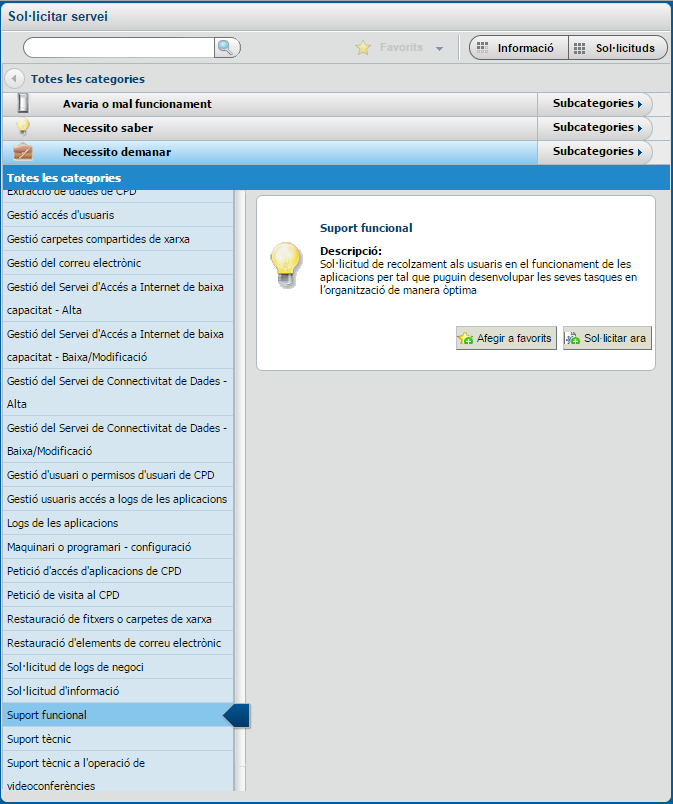 Sol·licitar servei
Favorits
Informació
Sol·licituds
Totes les categories
Avaria o mal funcionament
Subcategories
Necessito saber
Subcategories
Necessito demanar
Subcategories
Totes les categories
Extracció de dades de CPD
Gestió accés d'usuaris
Gestió carpetes compartides de xarxa
Gestió del correu electrònic
Gestió del Servei d'Accés a Internet de baixa
capacitat - Alta
Gestió del Servei d'Accés a Internet de baixa
capacitat - Baixa/Modificació
Gestió del Servei de Connectivitat de Dades -
Alta
Gestió del Servei de Connectivitat de Dades -
Baixa/Modificació
Gestió d'usuari o permisos d'usuari de CPD
Gestió usuaris accés a logs de les aplicacions
Logs de les aplicacions
Maquinari o programari - configuració
Petició d'accés d'aplicacions de CPD
Petició de visita al CPD
Restauració de fitxers o carpetes de xarxa
Restauració d'elements de correu electrònic
Sol·licitud de logs de negoci
Sol·licitud d'informació
Suport funcional
Suport tècnic
Suport tècnic a l'operació de
videoconferències
Suport funcional
Descripció:
Sol·licitud de recolzament als usuaris en el funcionament de les
aplicacions per tal que puguin desenvolupar les seves tasques en
l'organització de manera òptima
Afegir a favorits
Sol·licitar ara